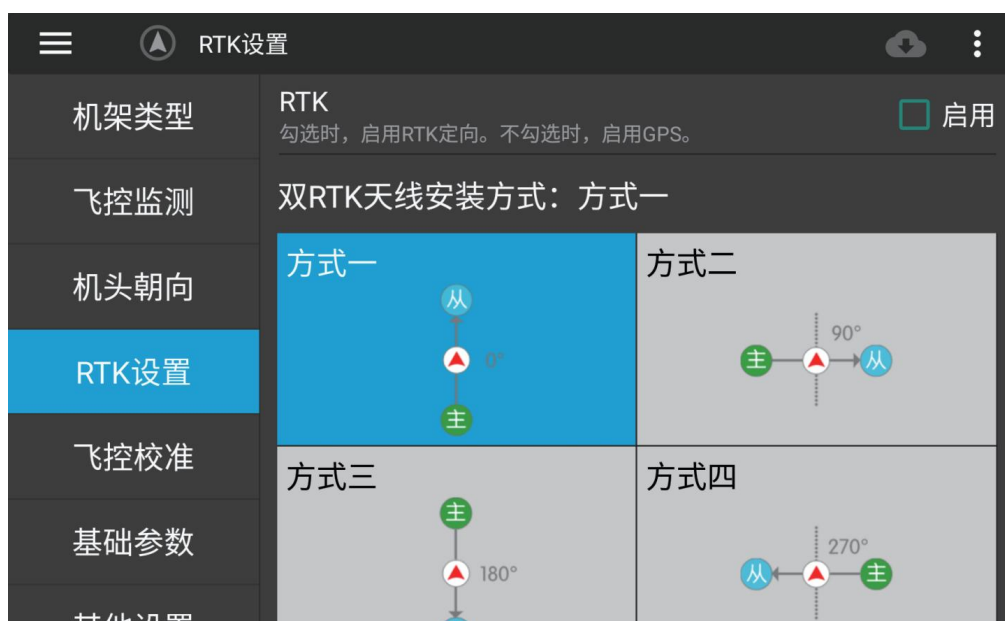 RTK设置
机架类型
飞控监测
机头朝向
RTK设置
飞控校准
基础参数
RTK
启用
勾选时，启用RTK定向。不勾选时，启用GPS。
双RTK天线安装方式：方式一
方式一
从
0°
主
方式二
90°
主
从
方式三
主
180°
方式四
270°
从
主